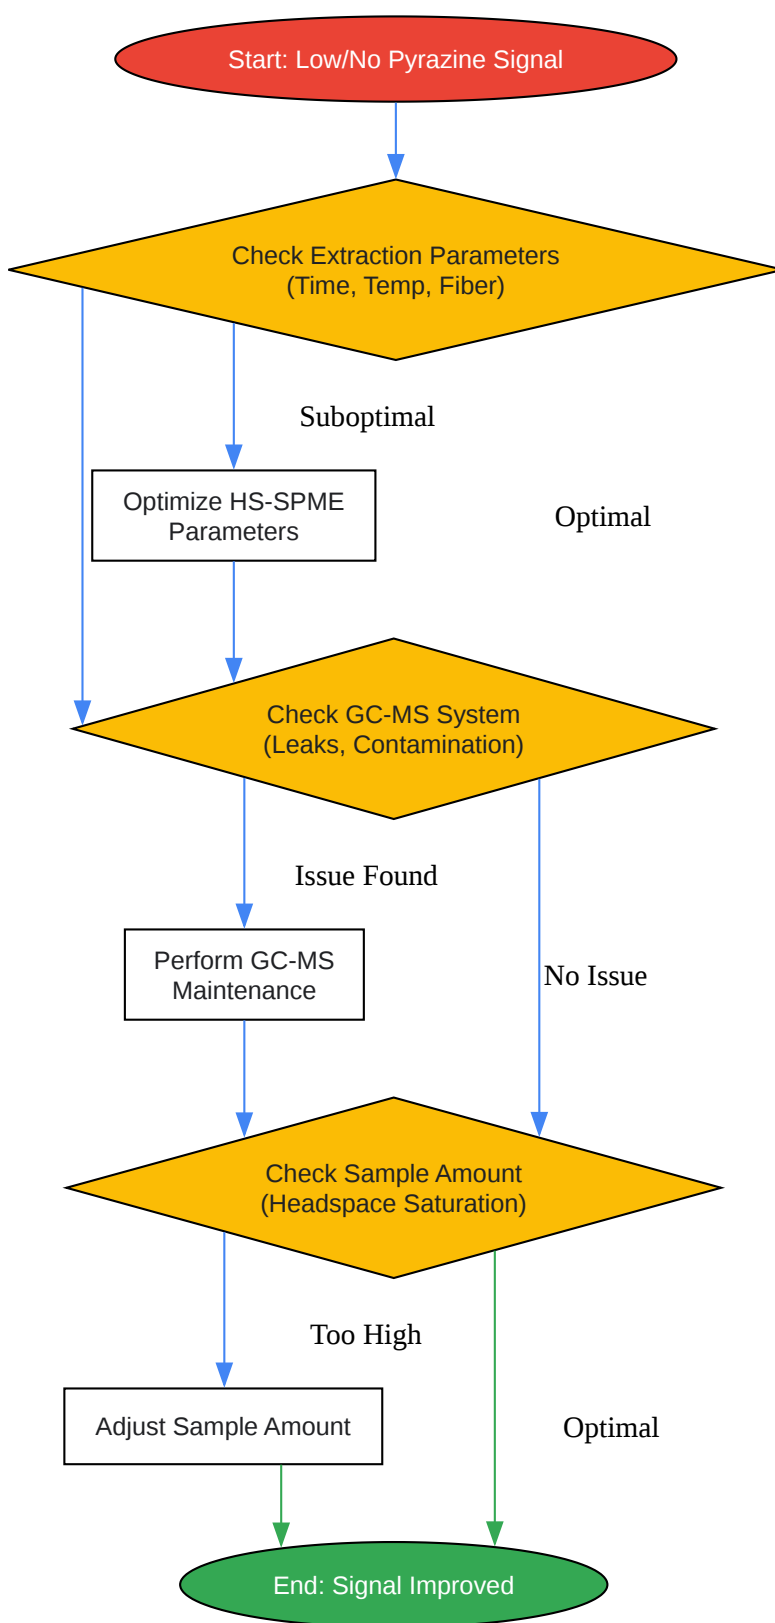 Start: Low/No Pyrazine Signal
Check Extraction Parameters
(Time, Temp, Fiber)
Suboptimal
Optimize HS-SPME
Parameters
Optimal
Check GC-MS System
(Leaks, Contamination)
Issue Found
Perform GC-MS
Maintenance
No Issue
Check Sample Amount
(Headspace Saturation)
Too High
Adjust Sample Amount
Optimal
End: Signal Improved